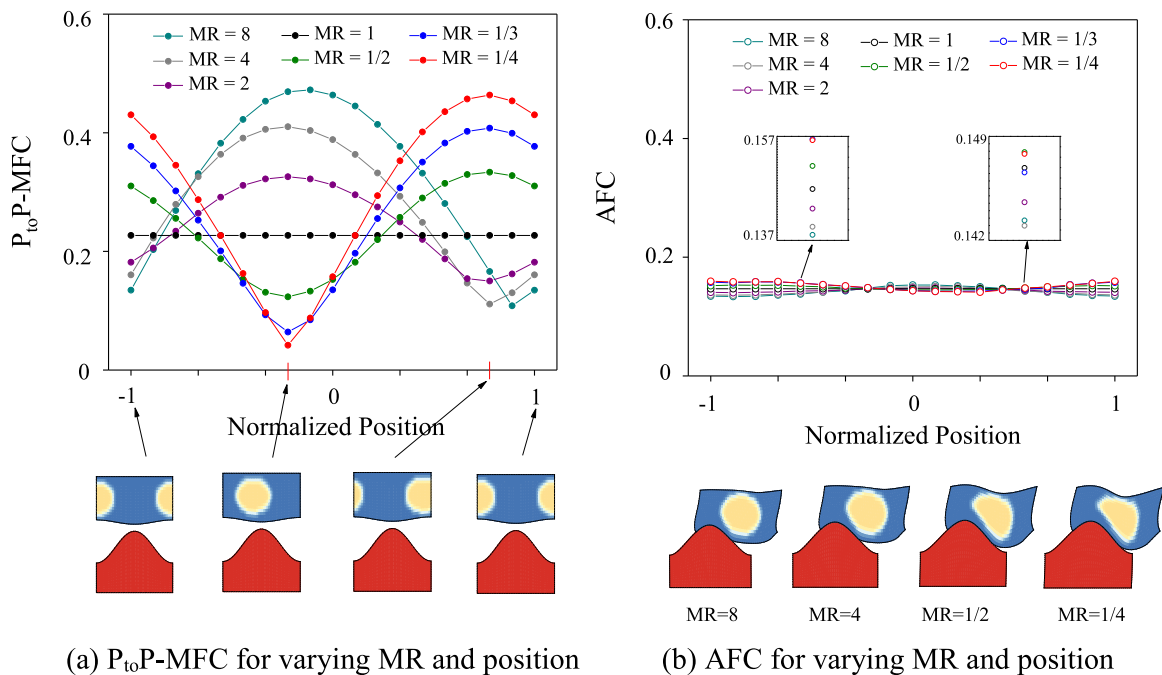 0.6
MR = 8
MR = 1
MR = 1/3
MR = 4
MR = 1/2
MR = 1/4
MR = 2
0.4
0.2
0
PtoP-MFC
-1
0
1
Normalized Position
(a) PtoP-MFC for varying MR and position
0.6
MR = 8
MR = 1
MR = 1/3
MR = 4
MR = 1/2
MR = 1/4
MR = 2
0.4
0.157
0.137
0.149
0.142
0.2
0
AFC
-1
0
1
Normalized Position
MR=8
MR=4
MR=1/2
MR=1/4
(b) AFC for varying MR and position